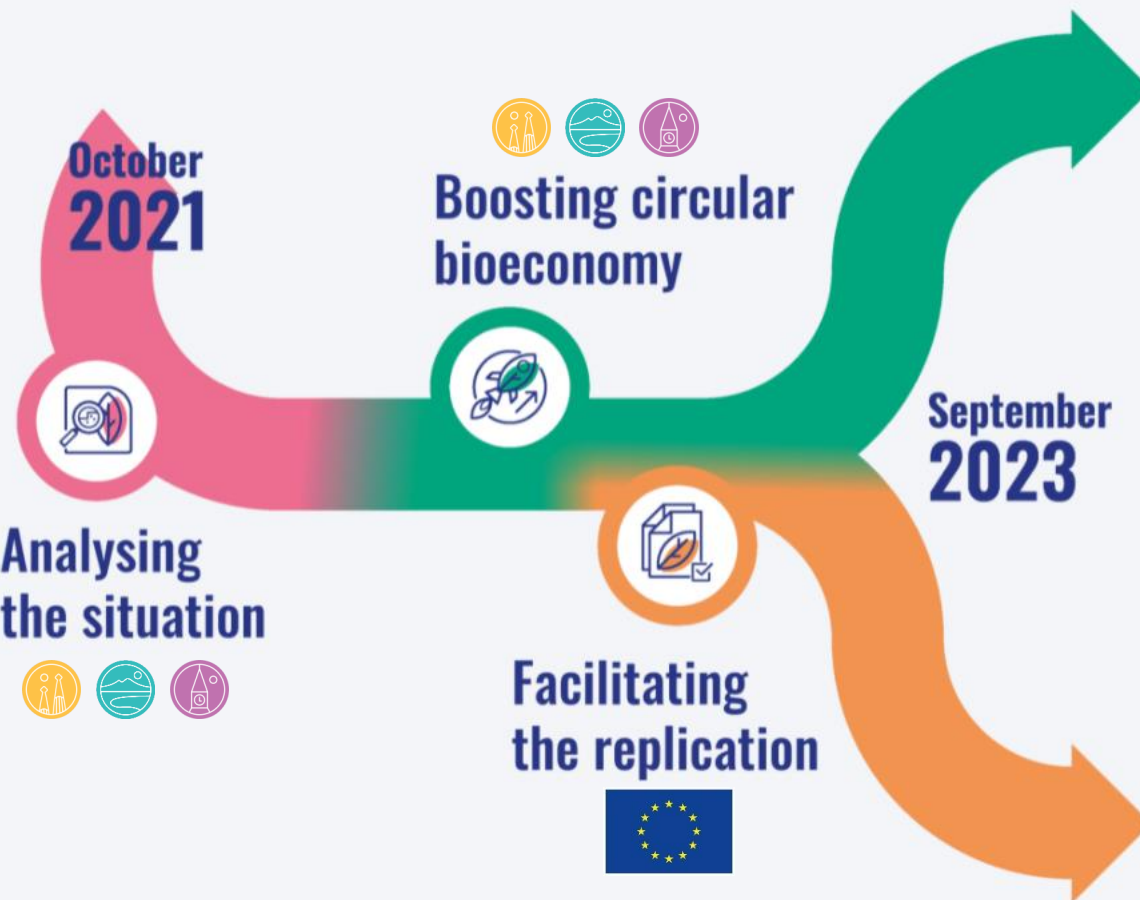 October
2021
Boosting circular
bioeconomy
September
2023
Analysing
the situation
Facilitating
the replication